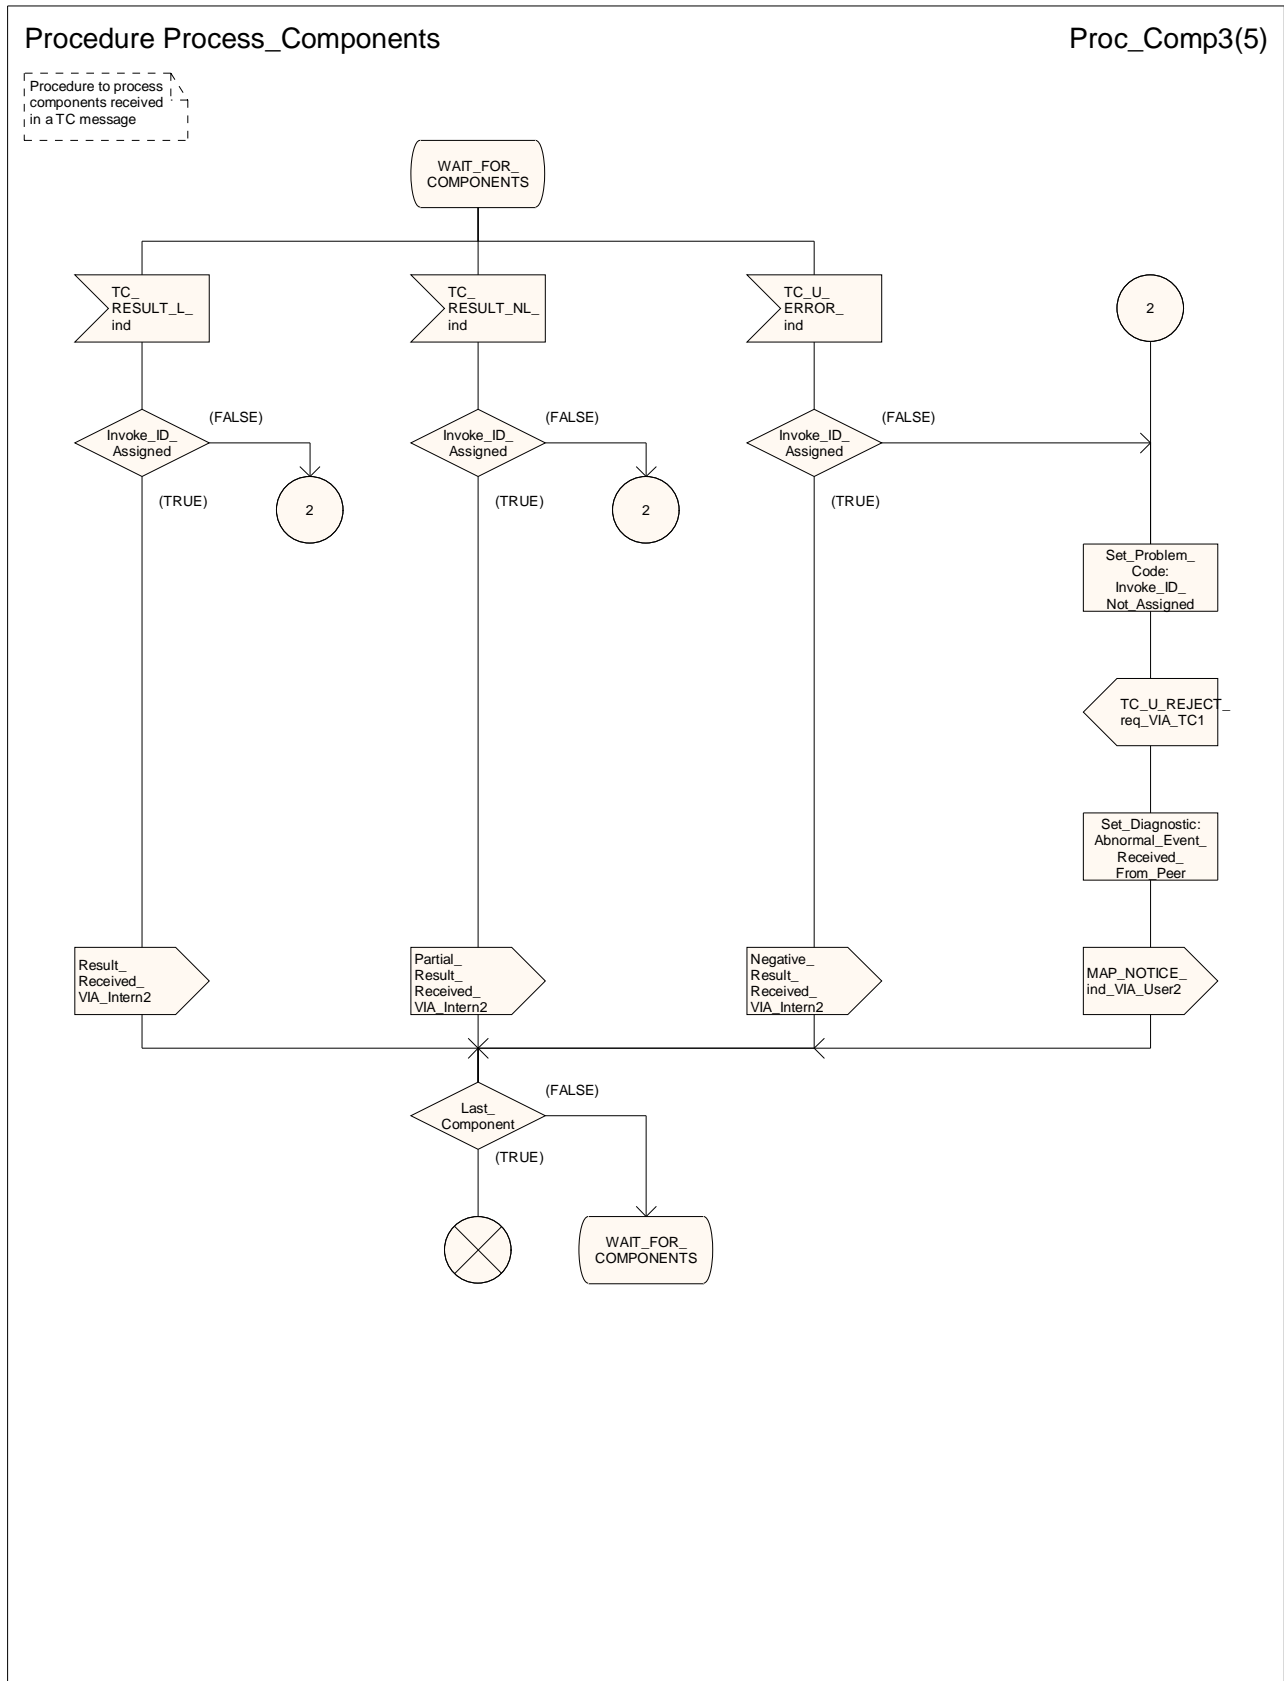 Procedure Process_Components
Proc_Comp3(5)
Procedure to process
components received
in a TC message
WAIT_FOR_
COMPONENTS
TC_
RESULT_L_
ind
TC_
RESULT_NL_
ind
TC_U_
ERROR_
ind
2
Invoke_ID_
Assigned
(FALSE)
Invoke_ID_
Assigned
(FALSE)
Invoke_ID_
Assigned
(FALSE)
(TRUE)
2
(TRUE)
2
(TRUE)
Set_Problem_
Code:
Invoke_ID_
Not_Assigned
TC_U_REJECT_
req_VIA_TC1
Set_Diagnostic:
Abnormal_Event_
Received_
From_Peer
Result_
Received_
VIA_Intern2
Partial_
Result_
Received_
VIA_Intern2
Negative_
Result_
Received_
VIA_Intern2
MAP_NOTICE_
ind_VIA_User2
Last_
Component
(FALSE)
(TRUE)
WAIT_FOR_
COMPONENTS